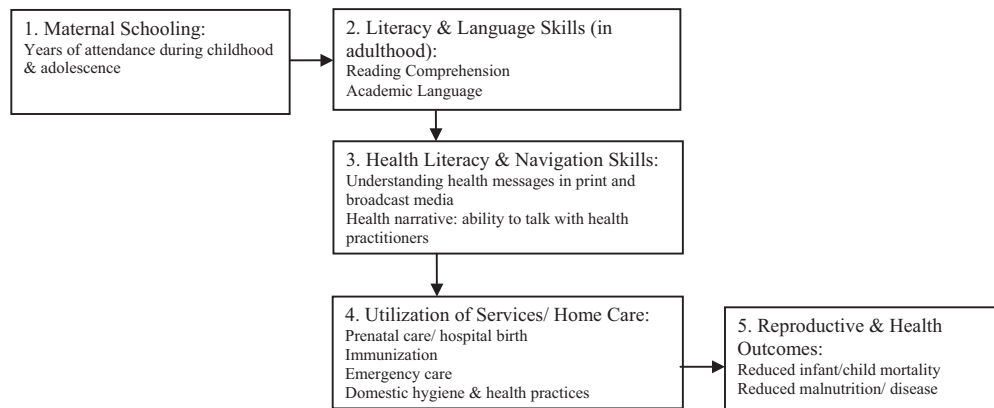 1. Maternal Schooling:
Years of attendance during childhood
& adolescence
2. Literacy & Language Skills (in
adulthood):
Reading Comprehension
Academic Language
3. Health Literacy & Navigation Skills:
Understanding health messages in print and
broadcast media
Health narrative: ability to talk with health
practitioners
4. Utilization of Services/ Home Care:
Prenatal care/ hospital birth
Immunization
Emergency care
Domestic hygiene & health practices
5. Reproductive & Health
Outcomes:
Reduced infant/child mortality
Reduced malnutrition/ disease